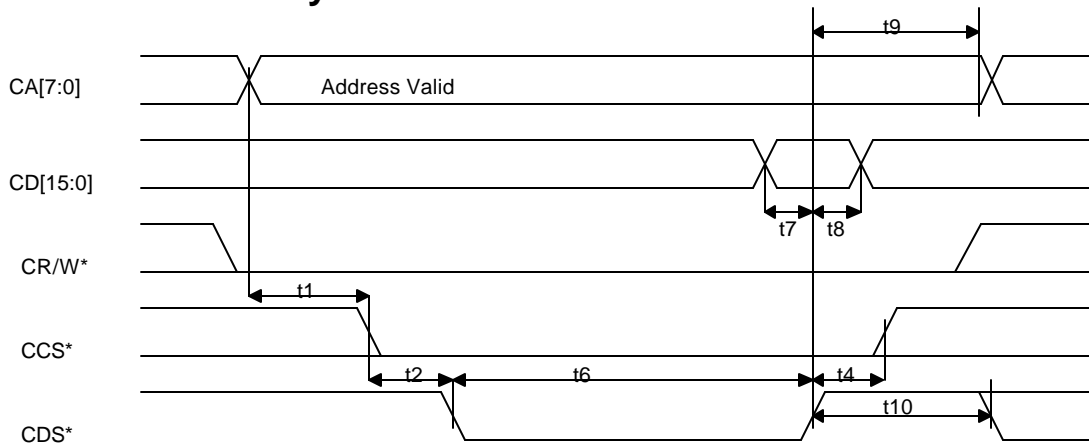 t9
CA[7:0]
Address Valid
CD[15:0]
t7
t8
CR/W*
t1
CCS*
t2
t6
t4
t10
CDS*